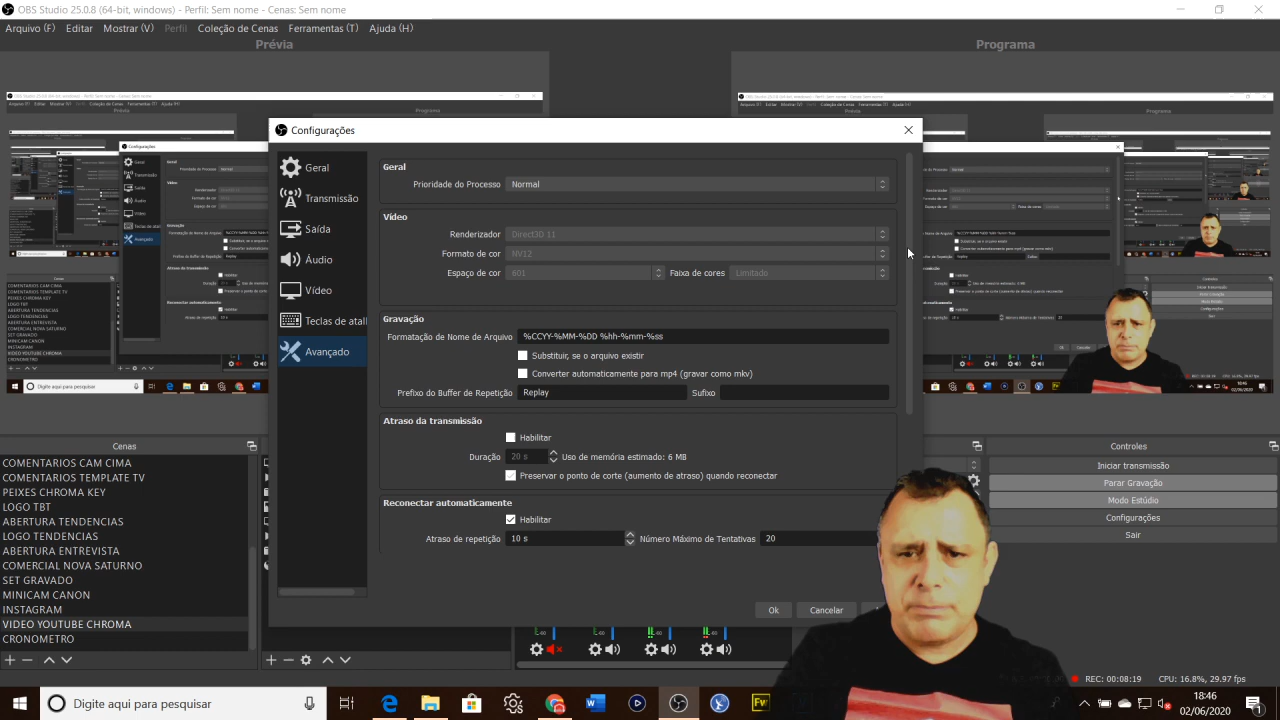 OBS Studio 25.0.8 (64-bit, windows) - Perfil: Sem nome - Cenas: Sem nome
Arquivo (F) Editar Mostrar (V) Perfil Coleção de Cenas Ferramentas (T) Ajuda (H)
Prévia Programa
Configurações
Geral
Transmissão
Saída
Áudio
Vídeo
Teclas de atall
Avançado
Geral
Prioridade do Processo Normal
Vídeo
Renderizador Direct3D 11
Formato de cor NV12
Espaço de cor 601 Faixa de cores Limitado
Gravação
Formatação de Nome de Arquivo %CCYY-%MM-%DD %hh-%mm-%ss
Substituir, se o arquivo existir
Converter automaticamente para mp4 (gravar como mkv)
Prefixo do Buffer de Repetição Replay Sufixo
Atraso da transmissão
Habilitar
Duração 20 s Uso de memória estimado: 6 MB
Preservar o ponto de corte (aumento de atraso) quando reconectar
Reconectar automaticamente
Habilitar
Atraso de repetição 10 s Número Máximo de Tentativas 20
Ok Cancelar
Cenas
COMENTARIOS CAM CIMA
COMENTARIOS TEMPLATE TV
PEIXES CHROMA KEY
LOGO TBT
ABERTURA TENDENCIAS
LOGO TENDENCIAS
ABERTURA ENTREVISTA
COMERCIAL NOVA SATURNO
SET GRAVADO
MINICAM CANON
INSTAGRAM
VIDEO YOUTUBE CHROMA
CRONOMETRO
Controles
Iniciar transmissão
Parar Gravação
Modo Estúdio
Configurações
Sair
-60 -60 -60 -60
REC: 00:08:19 CPU: 16.8%, 29.97 fps
Digite aqui para pesquisar
Fw
18:46
02/06/2020
1